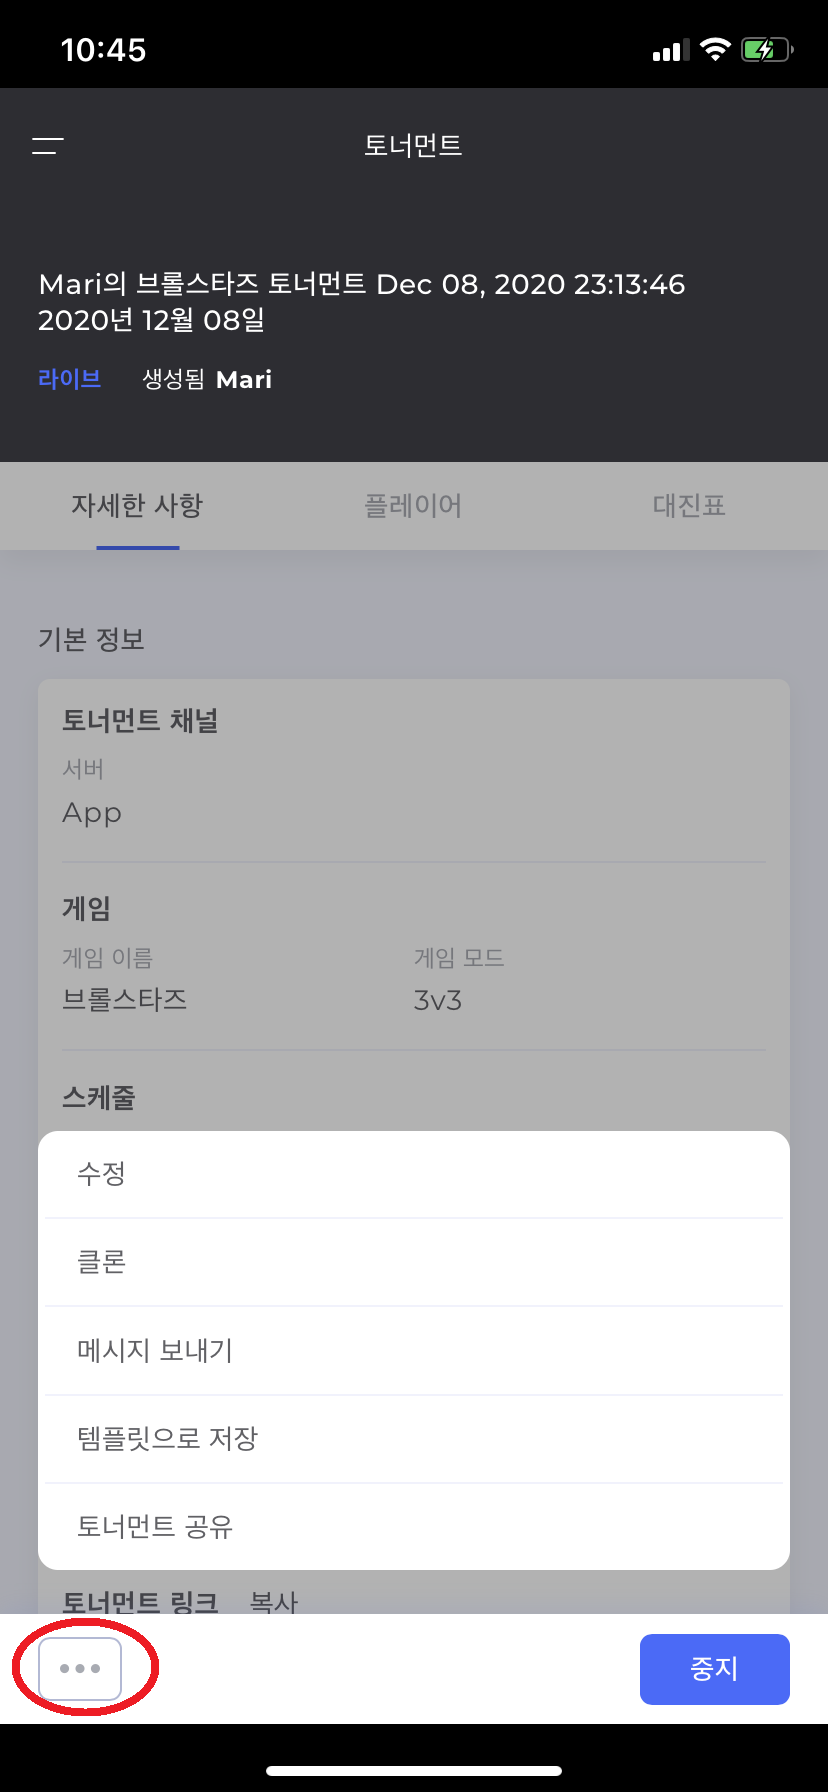 10:45
토너먼트
Mari의 브롤스타즈 토너먼트 Dec 08, 2020 23:13:46
2020년 12월 08일
라이브 생성됨 Mari
자세한 사항 플레이어 대진표
기본 정보
토너먼트 채널
서버
App
게임
게임 이름 게임 모드
브롤스타즈 3v3
스케줄
수정
클론
메시지 보내기
템플릿으로 저장
토너먼트 공유
토너먼트 링크 복사
중지